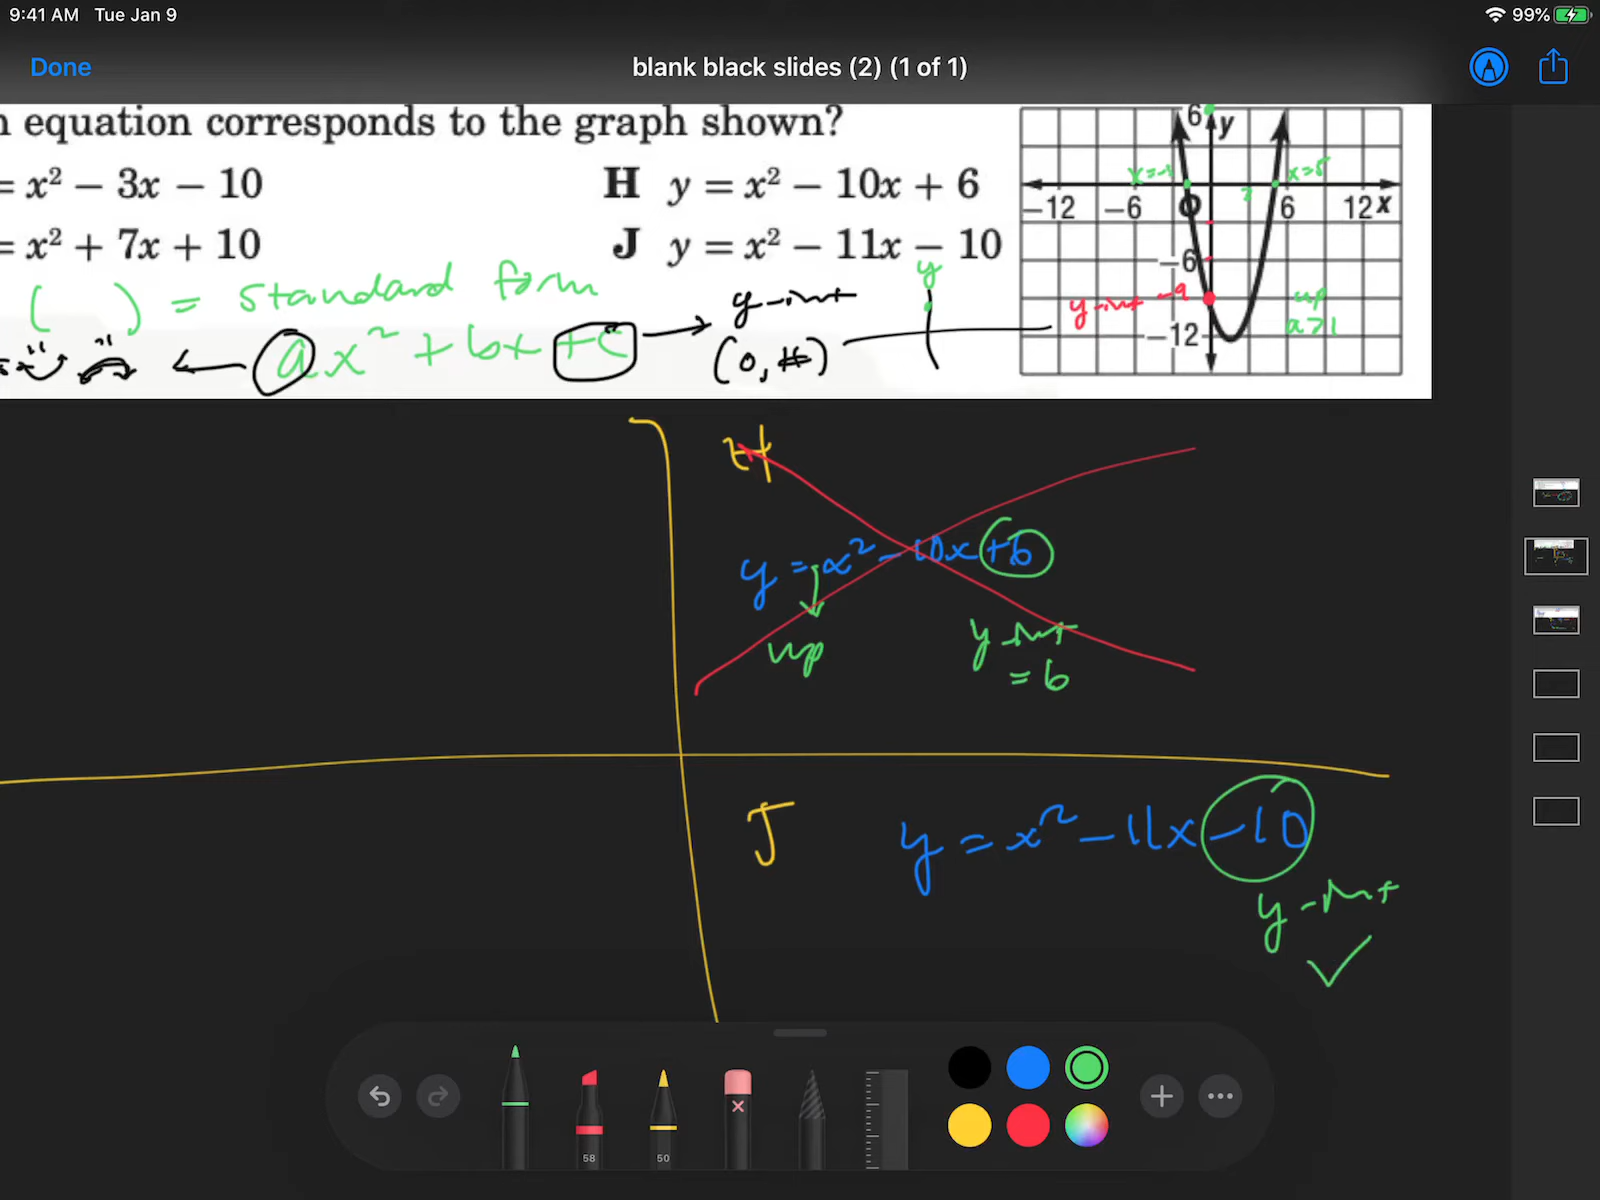 9:41 AM Tue Jan 9
99%
Done
blank black slides (2) (1 of 1)
equation corresponds to the graph shown?
= x² − 3x − 10
H y = x² − 10x + 6
= x² + 7x + 10
J y = x² − 11x − 10
( ) = standard form
ax² + bx + c → y-int
(0, #)
y
6 y
x=5
−12 −6 O 6 12 x
−6
y-int -9
−12
up
a>1
H
y = x² - 10x + 6
up
y-int
= 6
J
y = x² - 11x - 10
y-int
58
50